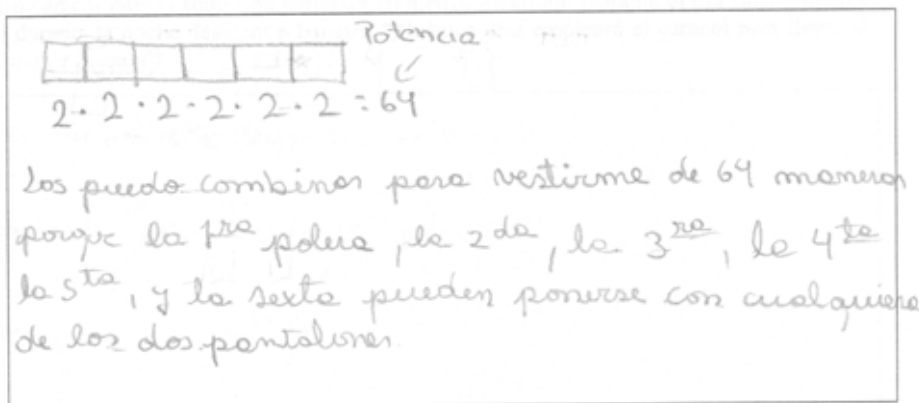 Potencia
2 · 2 · 2 · 2 · 2 · 2 = 64
Los puedo combinar para vestirme de 64 maneras
porque la 1ra polera, la 2da, la 3ra, la 4ta
la 5ta, y la sexta pueden ponerse con cualquiera
de los dos pantalones.